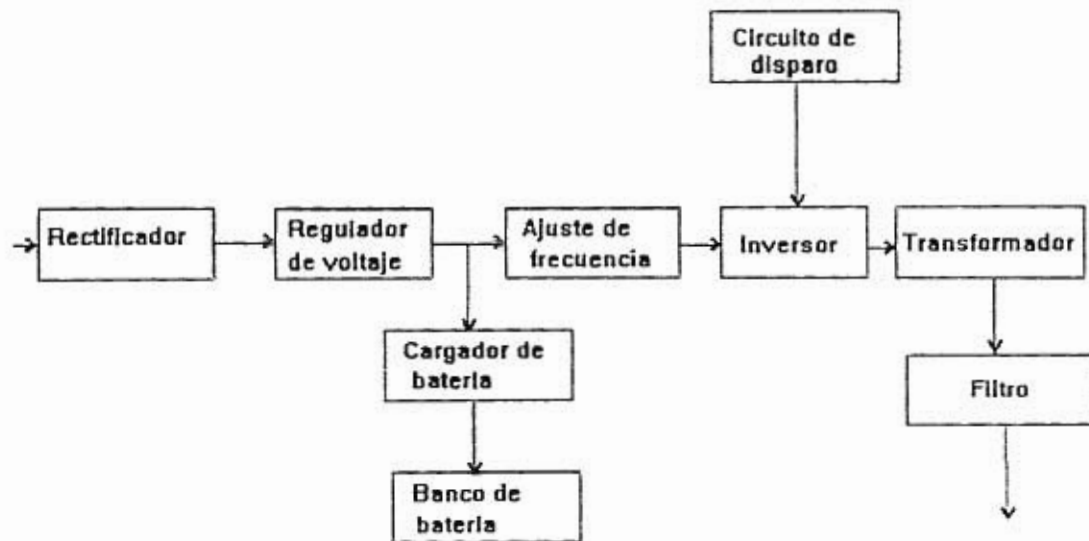 Circuito de
disparo
Rectificador
Regulador
de voltaje
Ajuste de
frecuencia
Inversor
Transformador
Cargador de
bateria
Filtro
Banco de
bateria